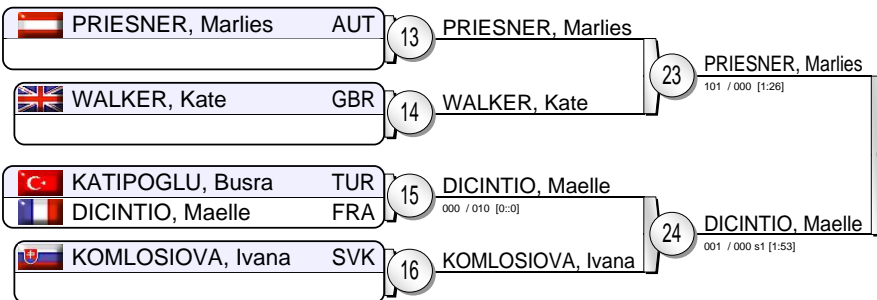 PRIESNER, Marlies AUT
13
PRIESNER, Marlies
WALKER, Kate GBR
14
WALKER, Kate
23
PRIESNER, Marlies
101 / 000 [1:26]
KATIPOGLU, Busra TUR
DICINTIO, Maelle FRA
15
DICINTIO, Maelle
000 / 010 [0::0]
KOMLOSIOVA, Ivana SVK
16
KOMLOSIOVA, Ivana
24
DICINTIO, Maelle
001 / 000 s1 [1:53]